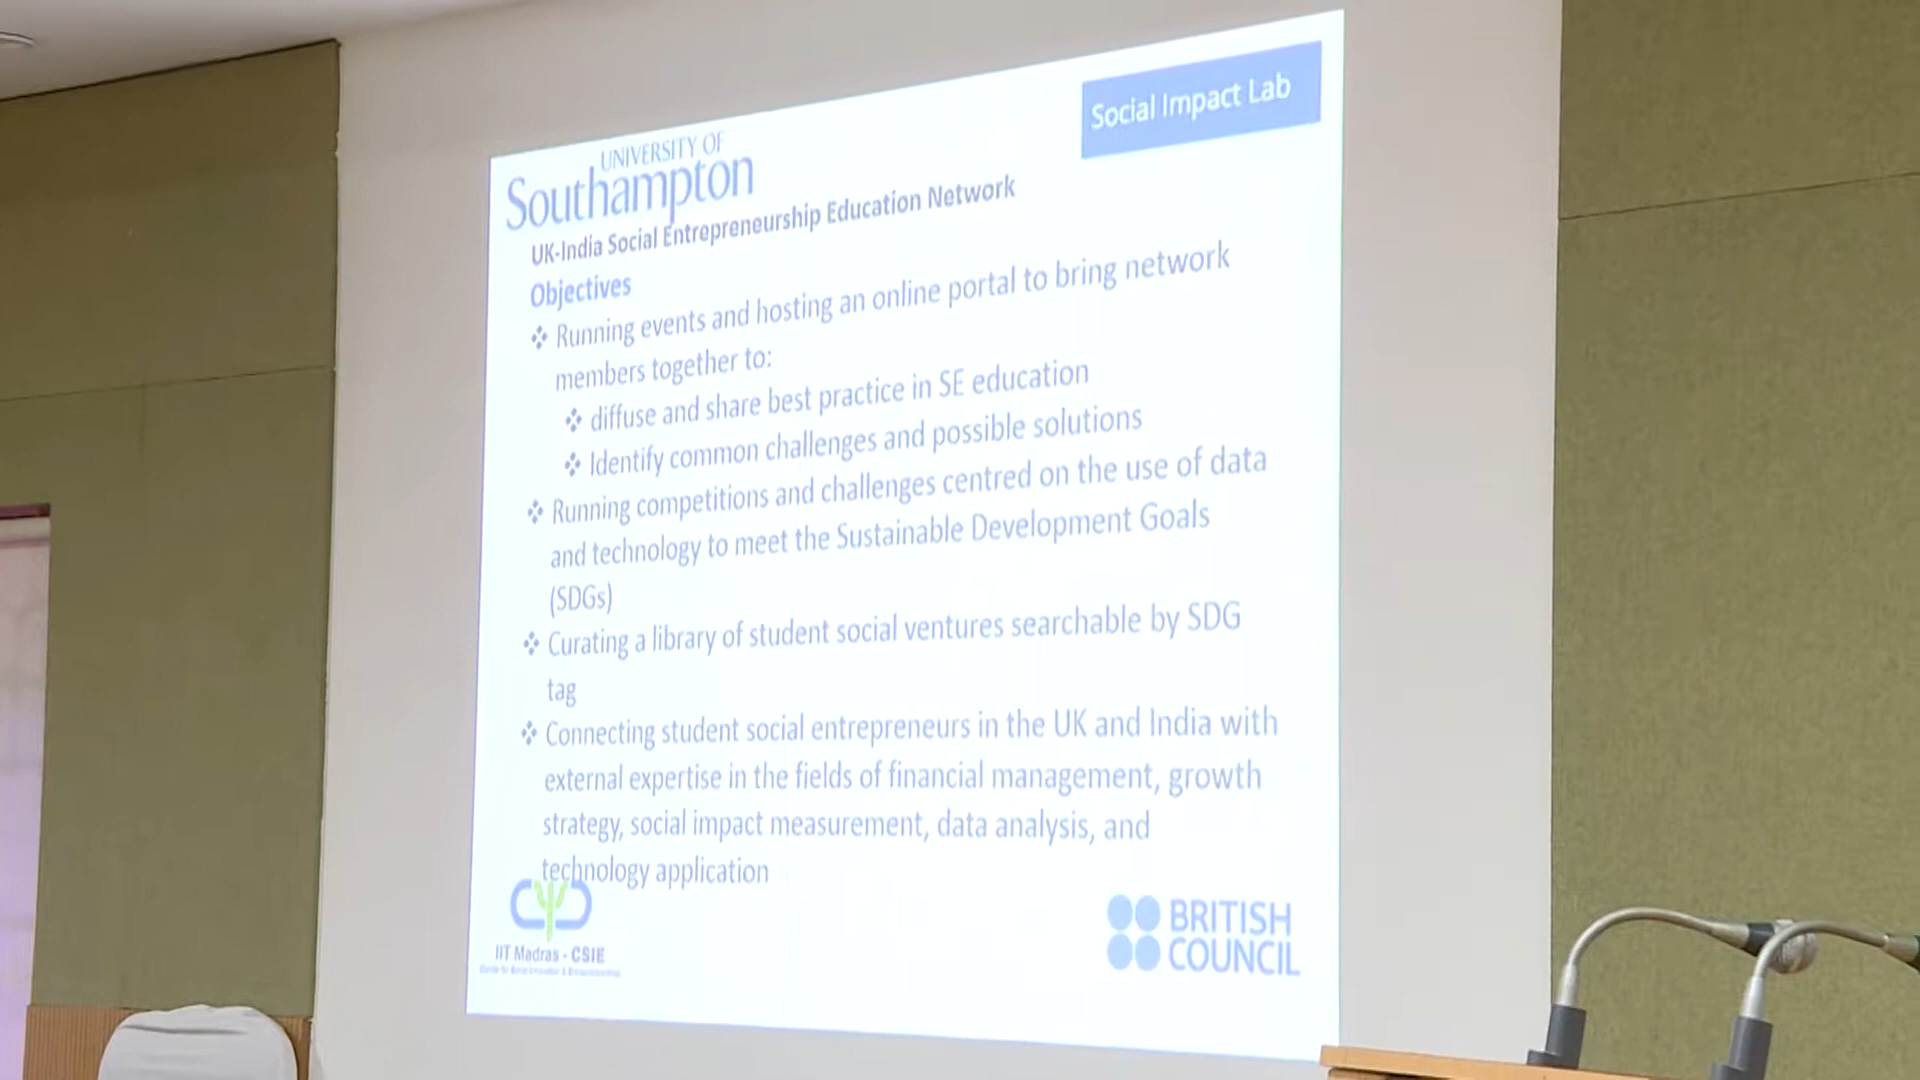 Social Impact Lab
UNIVERSITY OF
Southampton
UK-India Social Entrepreneurship Education Network
Objectives
❖ Running events and hosting an online portal to bring network
members together to:
❖ diffuse and share best practice in SE education
❖ Identify common challenges and possible solutions
❖ Running competitions and challenges centred on the use of data
and technology to meet the Sustainable Development Goals
(SDGs)
❖ Curating a library of student social ventures searchable by SDG
tag
❖ Connecting student social entrepreneurs in the UK and India with
external expertise in the fields of financial management, growth
strategy, social impact measurement, data analysis, and
technology application
IIT Madras - CSIE
BRITISH
COUNCIL